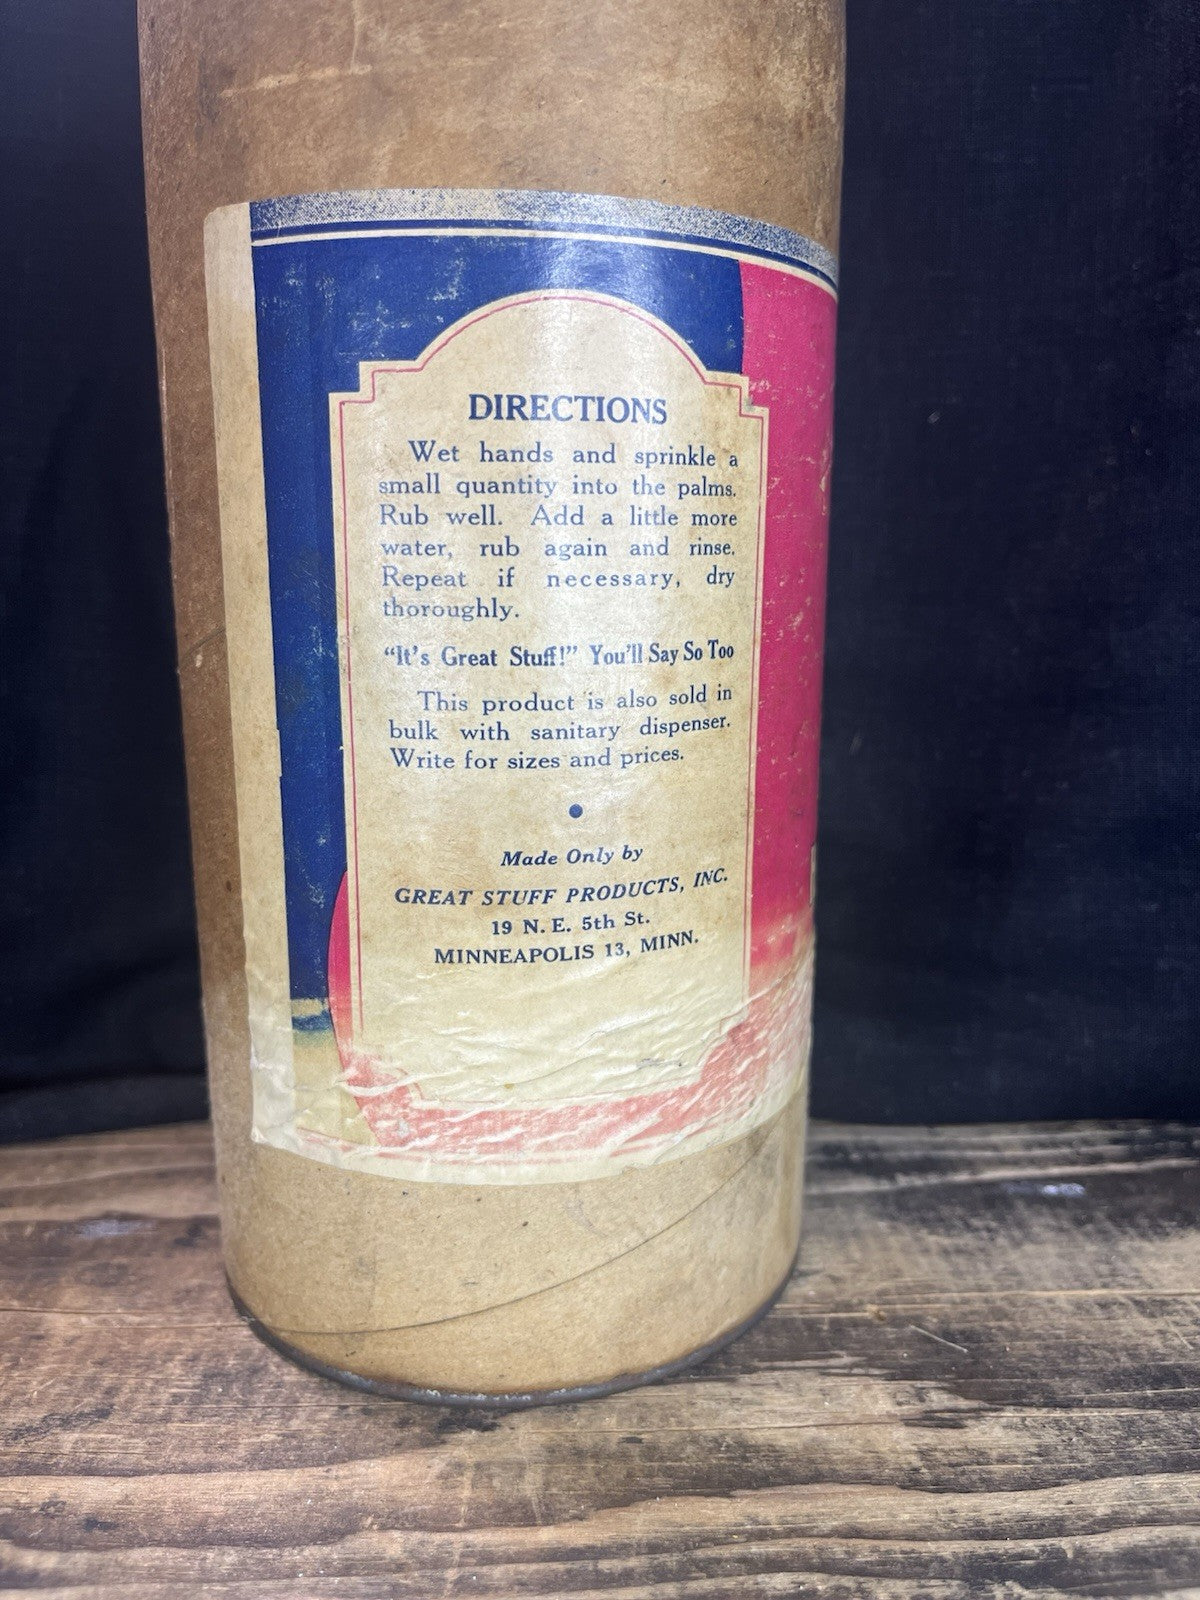 DIRECTIONS
Wet hands and sprinkle a
small quantity into the palms.
Rub well. Add a little more
water, rub again and rinse.
Repeat if necessary, dry
thoroughly.
“It's Great Stuff!” You'll Say So Too
This product is also sold in
bulk with sanitary dispenser.
Write for sizes and prices.
Made Only by
GREAT STUFF PRODUCTS, INC.
19 N. E. 5th St.
MINNEAPOLIS 13, MINN.